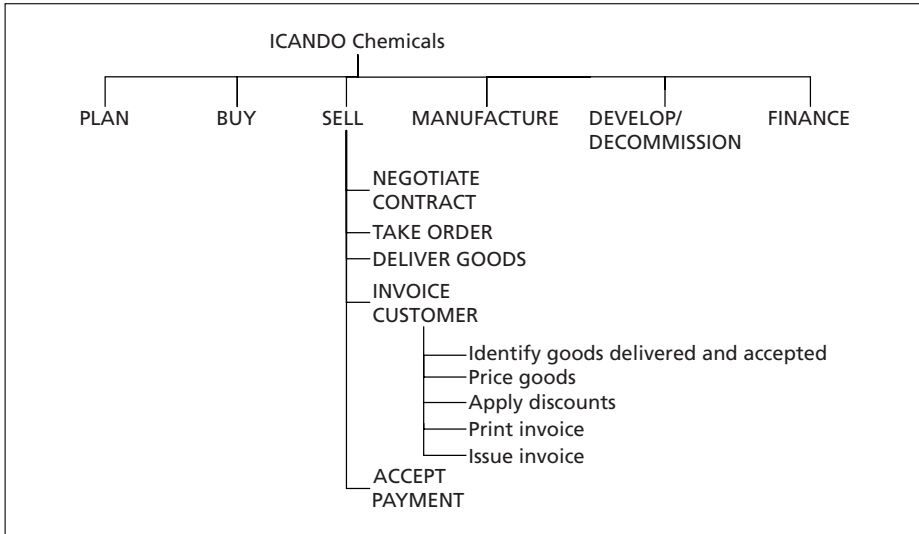 ICANDO Chemicals
PLAN
BUY
SELL
MANUFACTURE
DEVELOP/
DECOMMISSION
FINANCE
NEGOTIATE
CONTRACT
TAKE ORDER
DELIVER GOODS
INVOICE
CUSTOMER
Identify goods delivered and accepted
Price goods
Apply discounts
Print invoice
Issue invoice
ACCEPT
PAYMENT